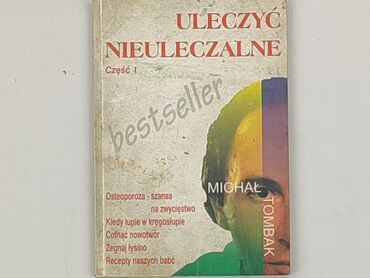 ULECZYĆ
NIEULECZALNE
Część 1
bestseller
MICHAŁ
TOMBAK
Osteoporoza - szansa
na zwycięstwo
Kiedy łupie w kręgosłupie
Cofnąć nowotwór
Żegnaj łysino
Recepty naszych babć